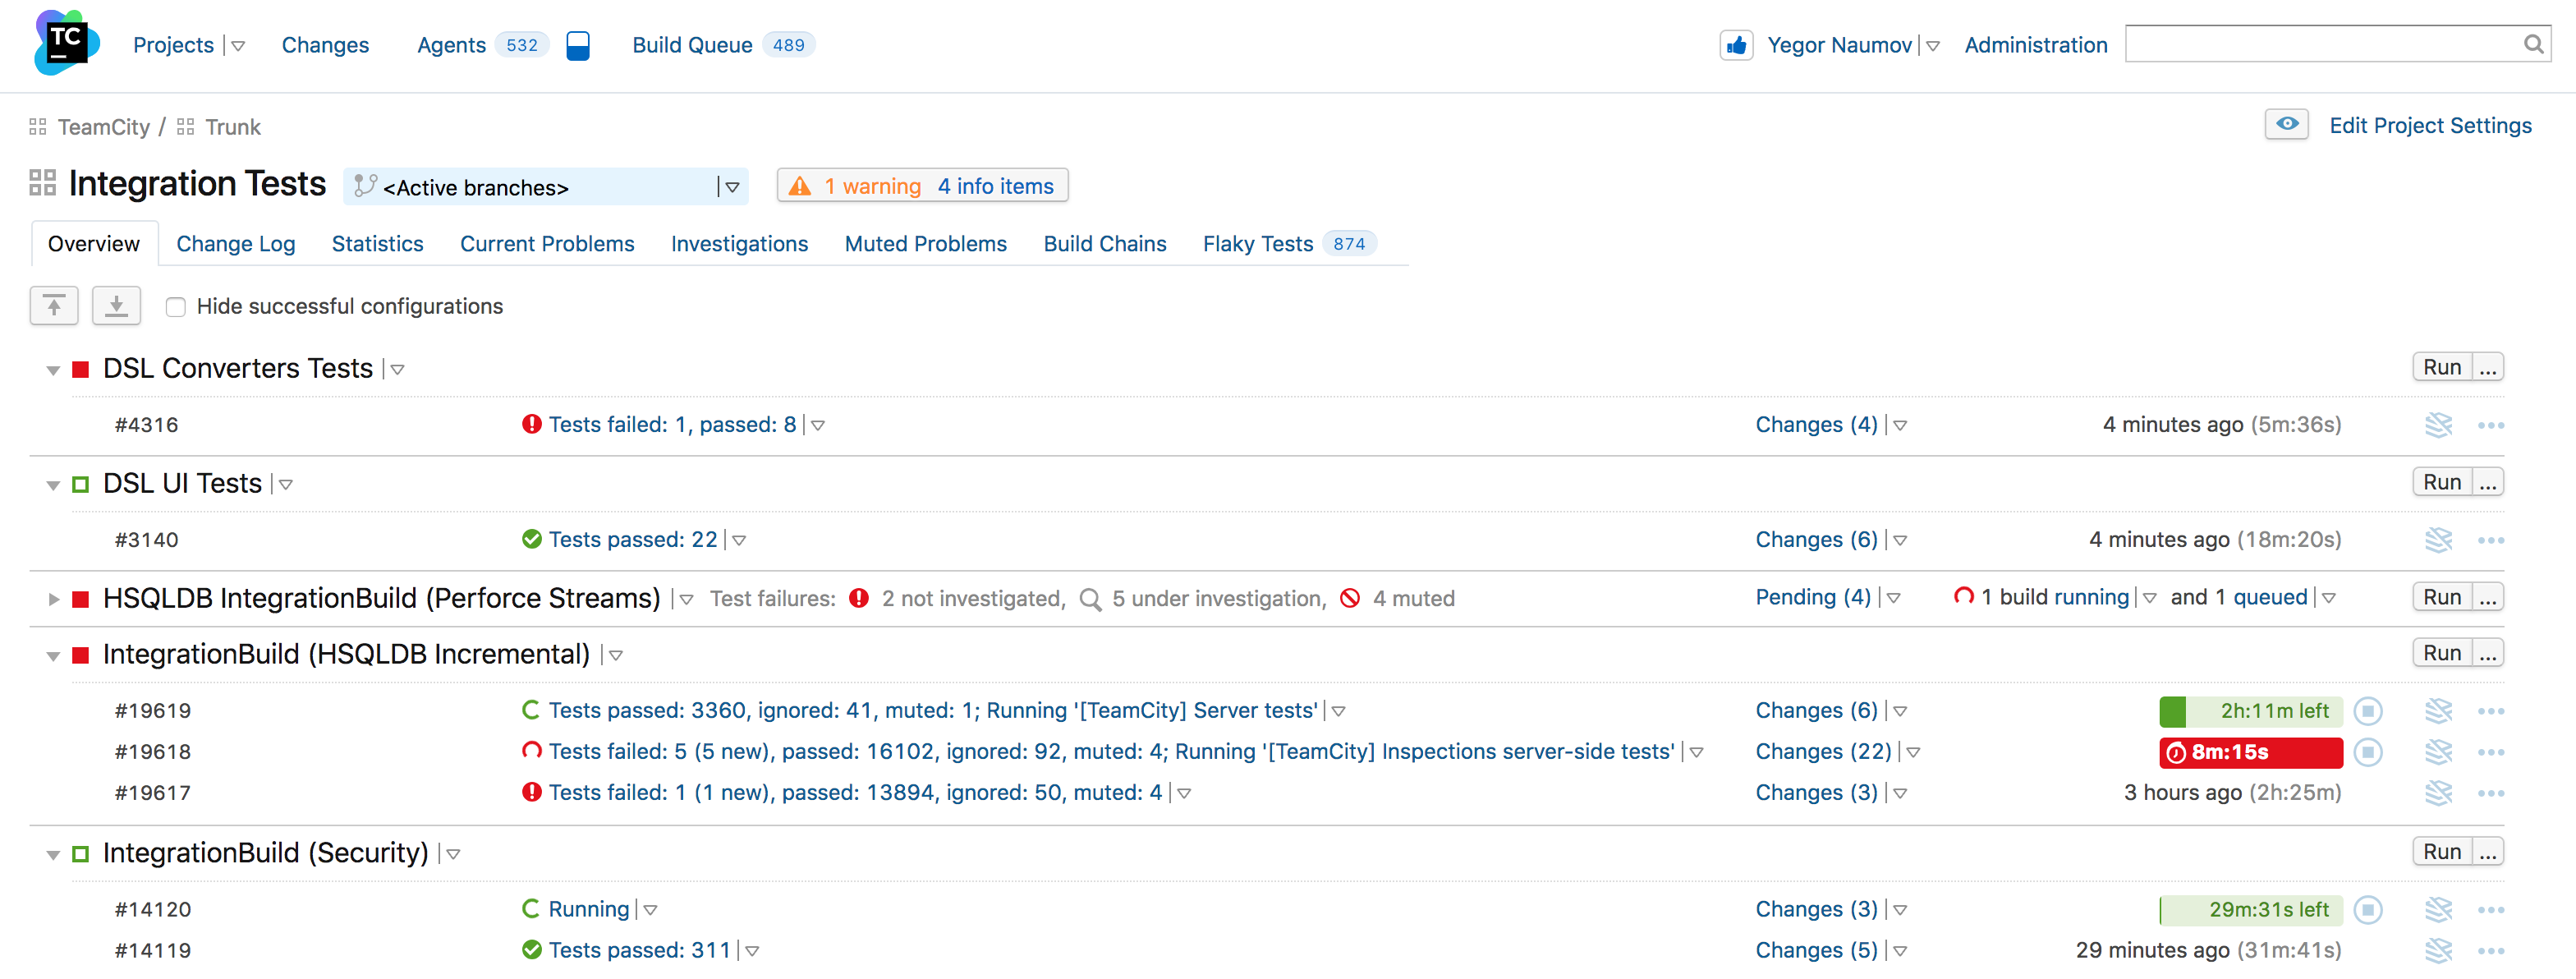 TC Projects Changes Agents 532 Build Queue 489 Yegor Naumov Administration
TeamCity / Trunk Edit Project Settings
Integration Tests <Active branches> 1 warning 4 info items
Overview Change Log Statistics Current Problems Investigations Muted Problems Build Chains Flaky Tests 874
Hide successful configurations
DSL Converters Tests Run ...
#4316 Tests failed: 1, passed: 8 Changes (4) 4 minutes ago (5m:36s)
DSL UI Tests Run ...
#3140 Tests passed: 22 Changes (6) 4 minutes ago (18m:20s)
HSQLDB IntegrationBuild (Perforce Streams) Test failures: 2 not investigated, 5 under investigation, 4 muted Pending (4) 1 build running and 1 queued Run ...
IntegrationBuild (HSQLDB Incremental) Run ...
#19619 Tests passed: 3360, ignored: 41, muted: 1; Running '[TeamCity] Server tests' Changes (6) 2h:11m left
#19618 Tests failed: 5 (5 new), passed: 16102, ignored: 92, muted: 4; Running '[TeamCity] Inspections server-side tests' Changes (22) 8m:15s
#19617 Tests failed: 1 (1 new), passed: 13894, ignored: 50, muted: 4 Changes (3) 3 hours ago (2h:25m)
IntegrationBuild (Security) Run ...
#14120 Running Changes (3) 29m:31s left
#14119 Tests passed: 311 Changes (5) 29 minutes ago (31m:41s)